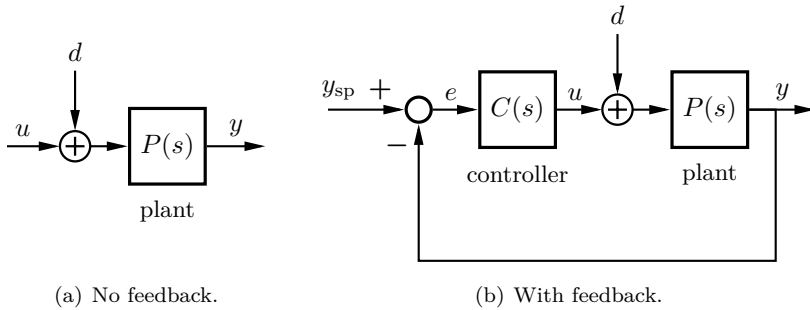 d
u
+
P(s)
y
plant
(a) No feedback.
d
y_sp
+
−
e
C(s)
controller
u
+
P(s)
y
plant
(b) With feedback.